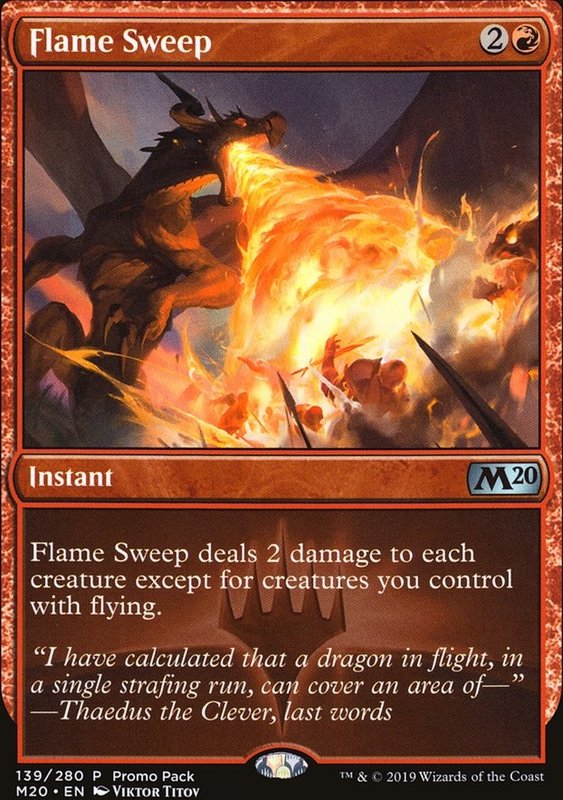 Flame Sweep 2
Instant M20
Flame Sweep deals 2 damage to each
creature except for creatures you control
with flying.
“I have calculated that a dragon in flight, in
a single strafing run, can cover an area of—”
—Thaedus the Clever, last words
139/280 P Promo Pack
M20 • EN Viktor Titov ™ & © 2019 Wizards of the Coast